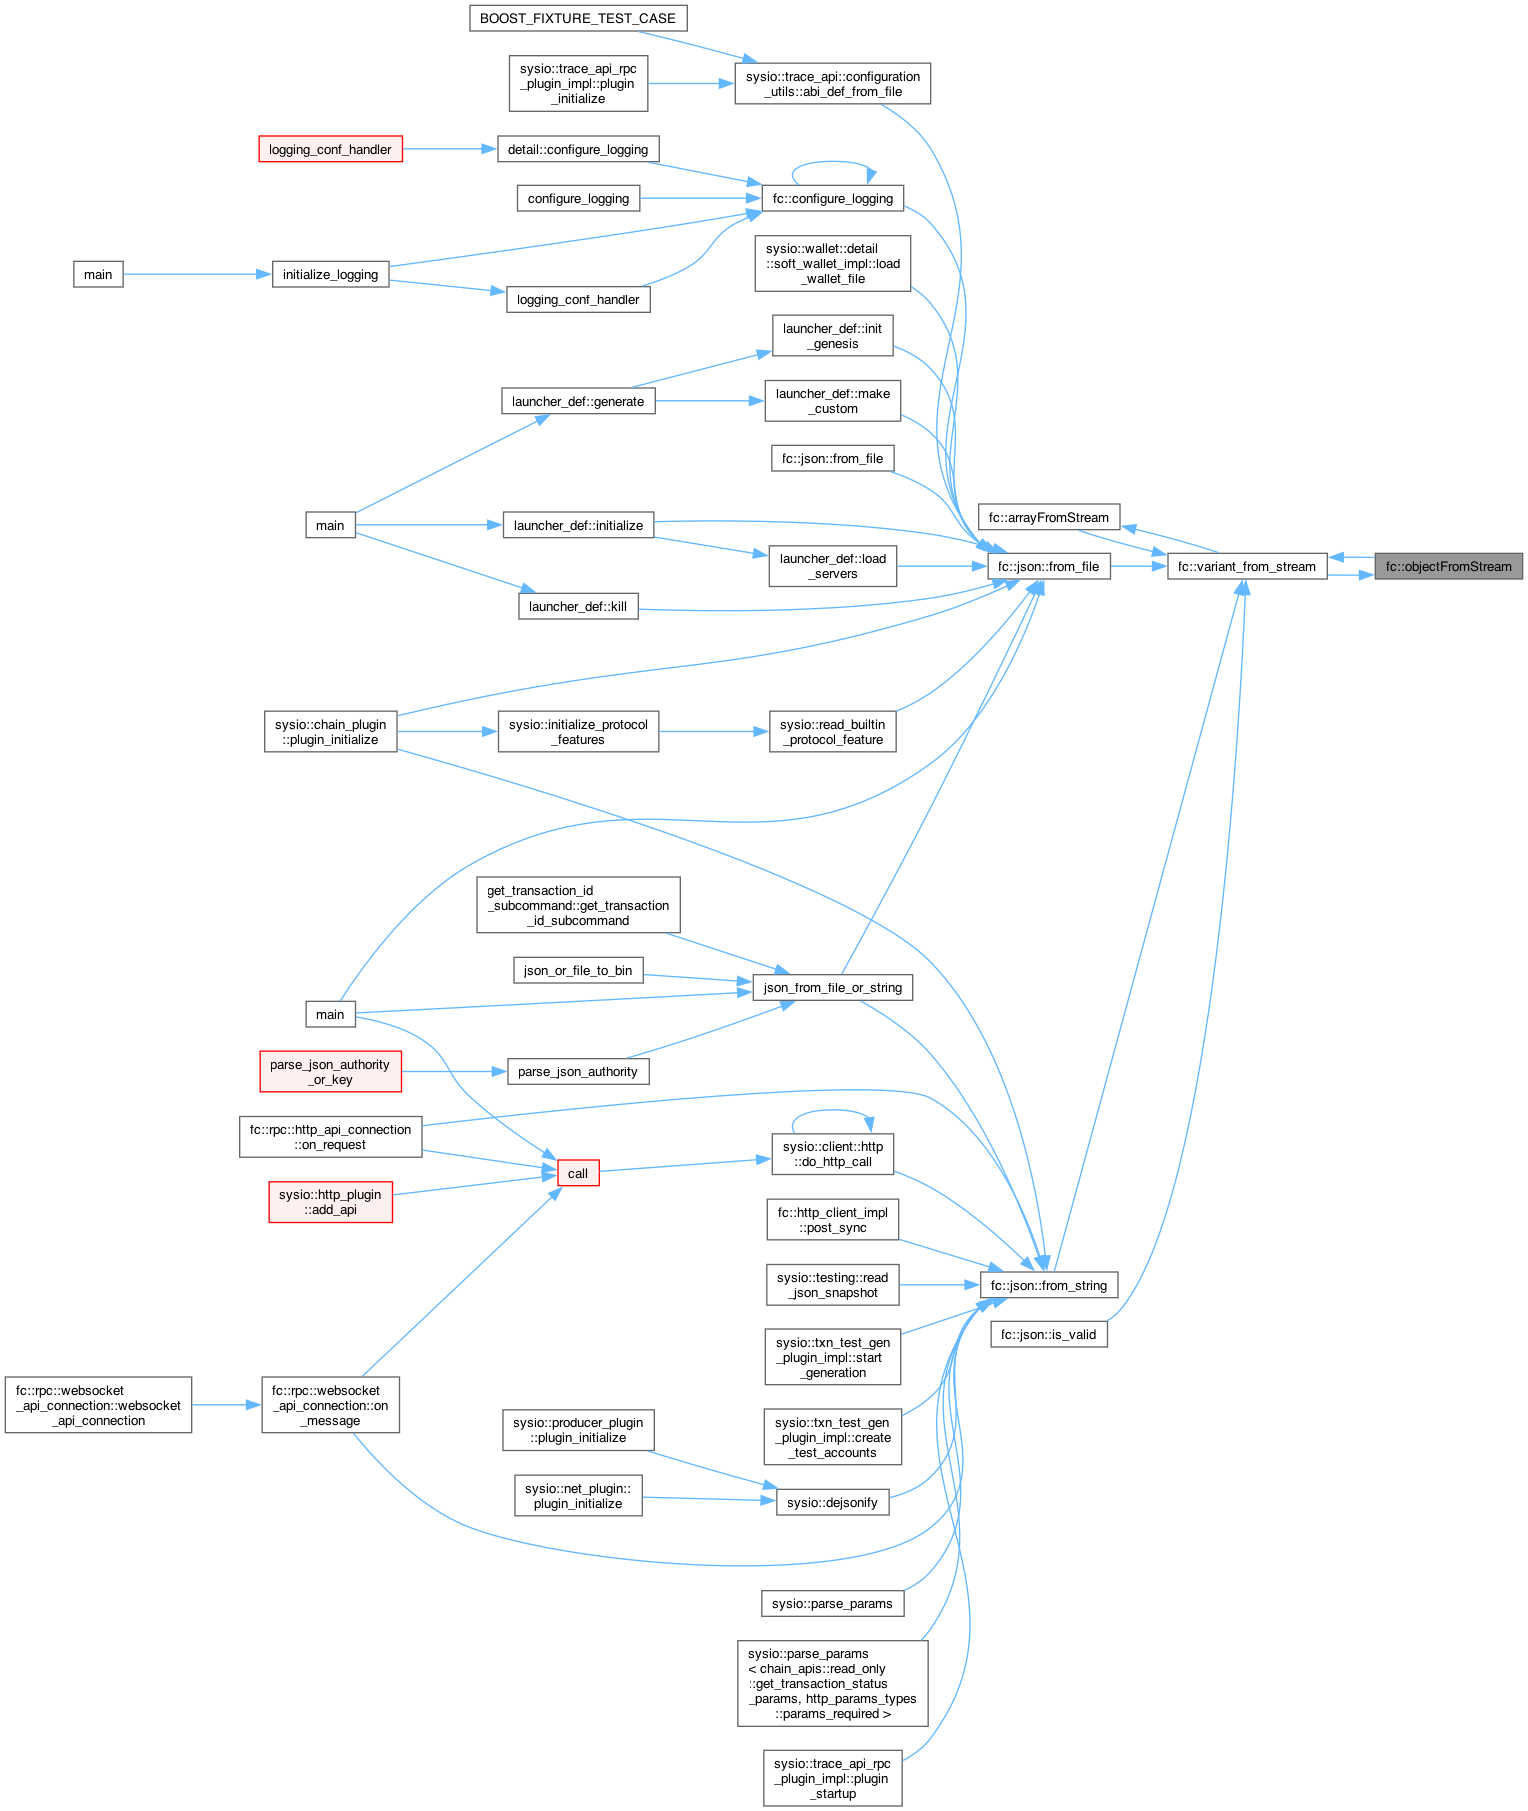 BOOST_FIXTURE_TEST_CASE
sysio::trace_api_rpc
_plugin_impl::plugin
_initialize
sysio::trace_api::configuration
_utils::abi_def_from_file
logging_conf_handler
detail::configure_logging
configure_logging
fc::configure_logging
sysio::wallet::detail
::soft_wallet_impl::load
_wallet_file
main
initialize_logging
logging_conf_handler
launcher_def::init
_genesis
launcher_def::generate
launcher_def::make
_custom
fc::json::from_file
main
launcher_def::initialize
launcher_def::load
_servers
launcher_def::kill
fc::arrayFromStream
fc::json::from_file
fc::variant_from_stream
fc::objectFromStream
sysio::chain_plugin
::plugin_initialize
sysio::initialize_protocol
_features
sysio::read_builtin
_protocol_feature
get_transaction_id
_subcommand::get_transaction
_id_subcommand
json_or_file_to_bin
json_from_file_or_string
main
parse_json_authority
_or_key
parse_json_authority
fc::rpc::http_api_connection
::on_request
call
sysio::client::http
::do_http_call
sysio::http_plugin
::add_api
fc::http_client_impl
::post_sync
sysio::testing::read
_json_snapshot
fc::json::from_string
sysio::txn_test_gen
_plugin_impl::start
_generation
fc::json::is_valid
fc::rpc::websocket
_api_connection::websocket
_api_connection
fc::rpc::websocket
_api_connection::on
_message
sysio::producer_plugin
::plugin_initialize
sysio::txn_test_gen
_plugin_impl::create
_test_accounts
sysio::net_plugin::
plugin_initialize
sysio::dejsonify
sysio::parse_params
sysio::parse_params
< chain_apis::read_only
::get_transaction_status
_params, http_params_types
::params_required >
sysio::trace_api_rpc
_plugin_impl::plugin
_startup